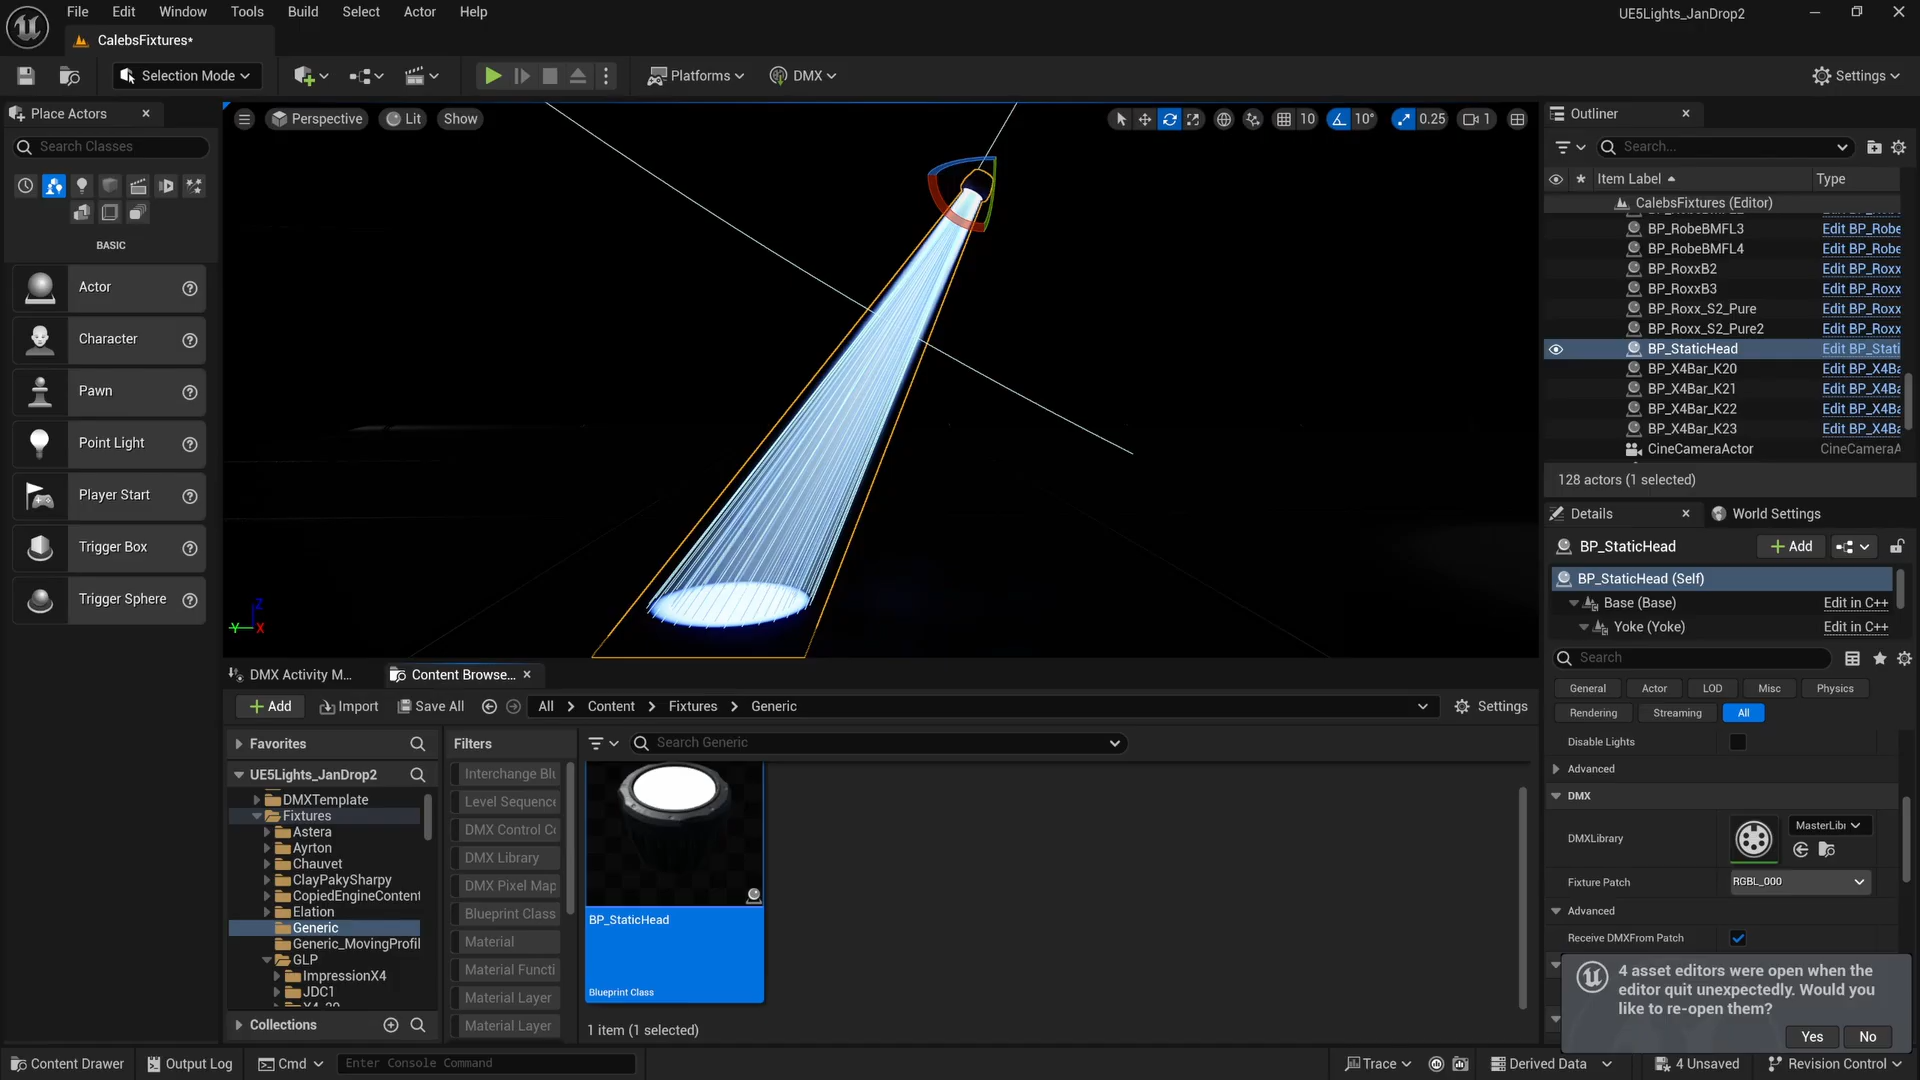 File Edit Window Tools Build Select Actor Help
UE5Lights_JanDrop2
CalebsFixtures*
Selection Mode
Platforms
DMX
Settings
Place Actors
Search Classes
BASIC
Actor
Character
Pawn
Point Light
Player Start
Trigger Box
Trigger Sphere
Perspective
Lit
Show
10
10°
0.25
1
Z
Y
X
Outliner
Search...
Item Label
Type
CalebsFixtures (Editor)
BP_RobeBMFL3 Edit BP_Robe
BP_RobeBMFL4 Edit BP_Robe
BP_RoxxB2 Edit BP_Roxx
BP_RoxxB3 Edit BP_Roxx
BP_Roxx_S2_Pure Edit BP_Roxx
BP_Roxx_S2_Pure2 Edit BP_Roxx
BP_StaticHead Edit BP_Stati
BP_X4Bar_K20 Edit BP_X4Ba
BP_X4Bar_K21 Edit BP_X4Ba
BP_X4Bar_K22 Edit BP_X4Ba
BP_X4Bar_K23 Edit BP_X4Ba
CineCameraActor CineCameraA
128 actors (1 selected)
Details
World Settings
BP_StaticHead
Add
BP_StaticHead (Self)
Base (Base) Edit in C++
Yoke (Yoke) Edit in C++
Search
General Actor LOD Misc Physics
Rendering Streaming All
Disable Lights
Advanced
DMX
DMXLibrary
MasterLibr
Fixture Patch
RGBL_000
Advanced
Receive DMXFrom Patch
4 asset editors were open when the
editor quit unexpectedly. Would you
like to re-open them?
Yes No
DMX Activity M...
Content Browse...
Add Import Save All
All > Content > Fixtures > Generic
Settings
Favorites
UE5Lights_JanDrop2
DMXTemplate
Fixtures
Astera
Ayrton
Chauvet
ClayPakySharpy
CopiedEngineContent
Elation
Generic
Generic_MovingProfil
GLP
ImpressionX4
JDC1
Collections
Filters
Interchange Blu
Level Sequence
DMX Control Co
DMX Library
DMX Pixel Map
Blueprint Class
Material
Material Functi
Material Layer
Material Layer
Search Generic
BP_StaticHead
Blueprint Class
1 item (1 selected)
Content Drawer
Output Log
Cmd
Enter Console Command
Trace
Derived Data
4 Unsaved
Revision Control